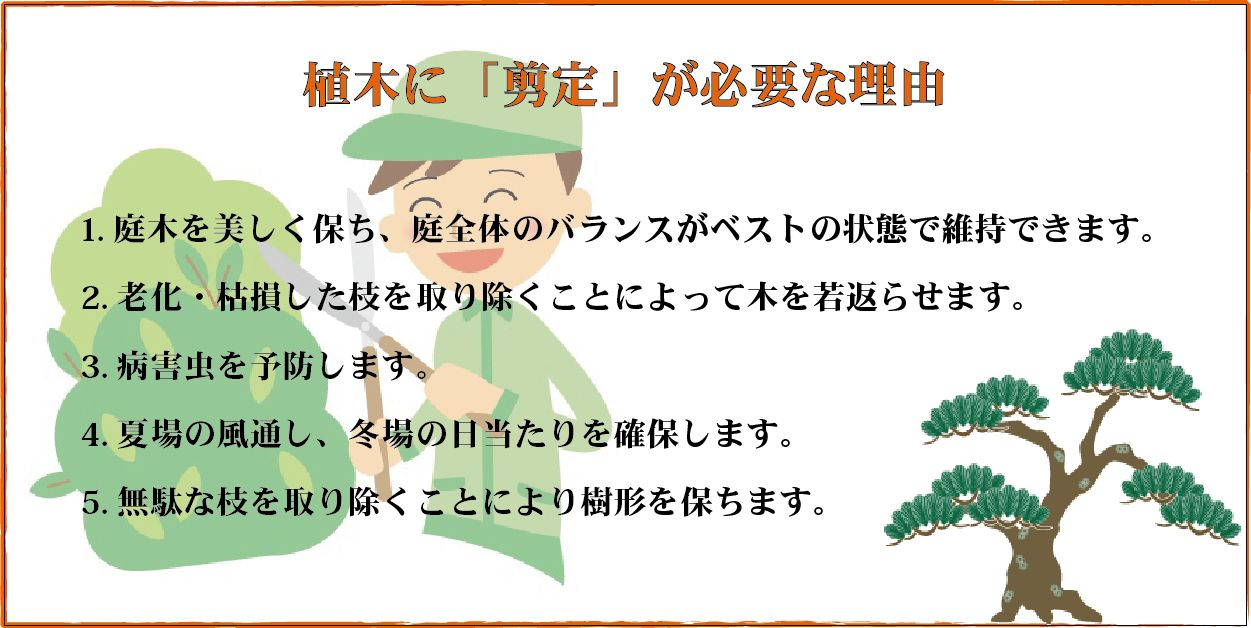 植木に「剪定」が必要な理由
1. 庭木を美しく保ち、庭全体のバランスがベストの状態で維持できます。
2. 老化・枯損した枝を取り除くことによって木を若返らせます。
3. 病害虫を予防します。
4. 夏場の風通し、冬場の日当たりを確保します。
5. 無駄な枝を取り除くことにより樹形を保ちます。